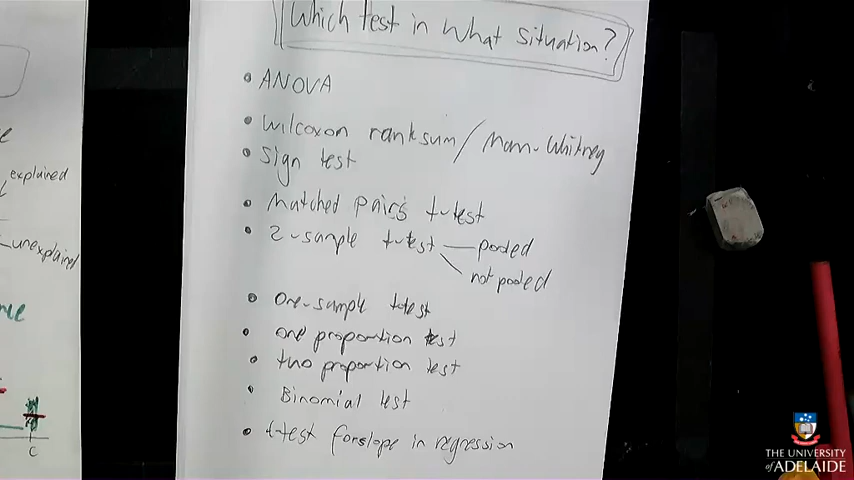 Which test in what situation?
• ANOVA
• Wilcoxon ranksum / Mann-Whitney
• Sign test
• Matched pairs t-test
• 2-sample t-test — pooled
not pooled
• One-sample t-test
• one proportion test
• two proportion test
• Binomial test
• t-test for slope in regression
explained
unexplained
C
THE UNIVERSITY
of ADELAIDE